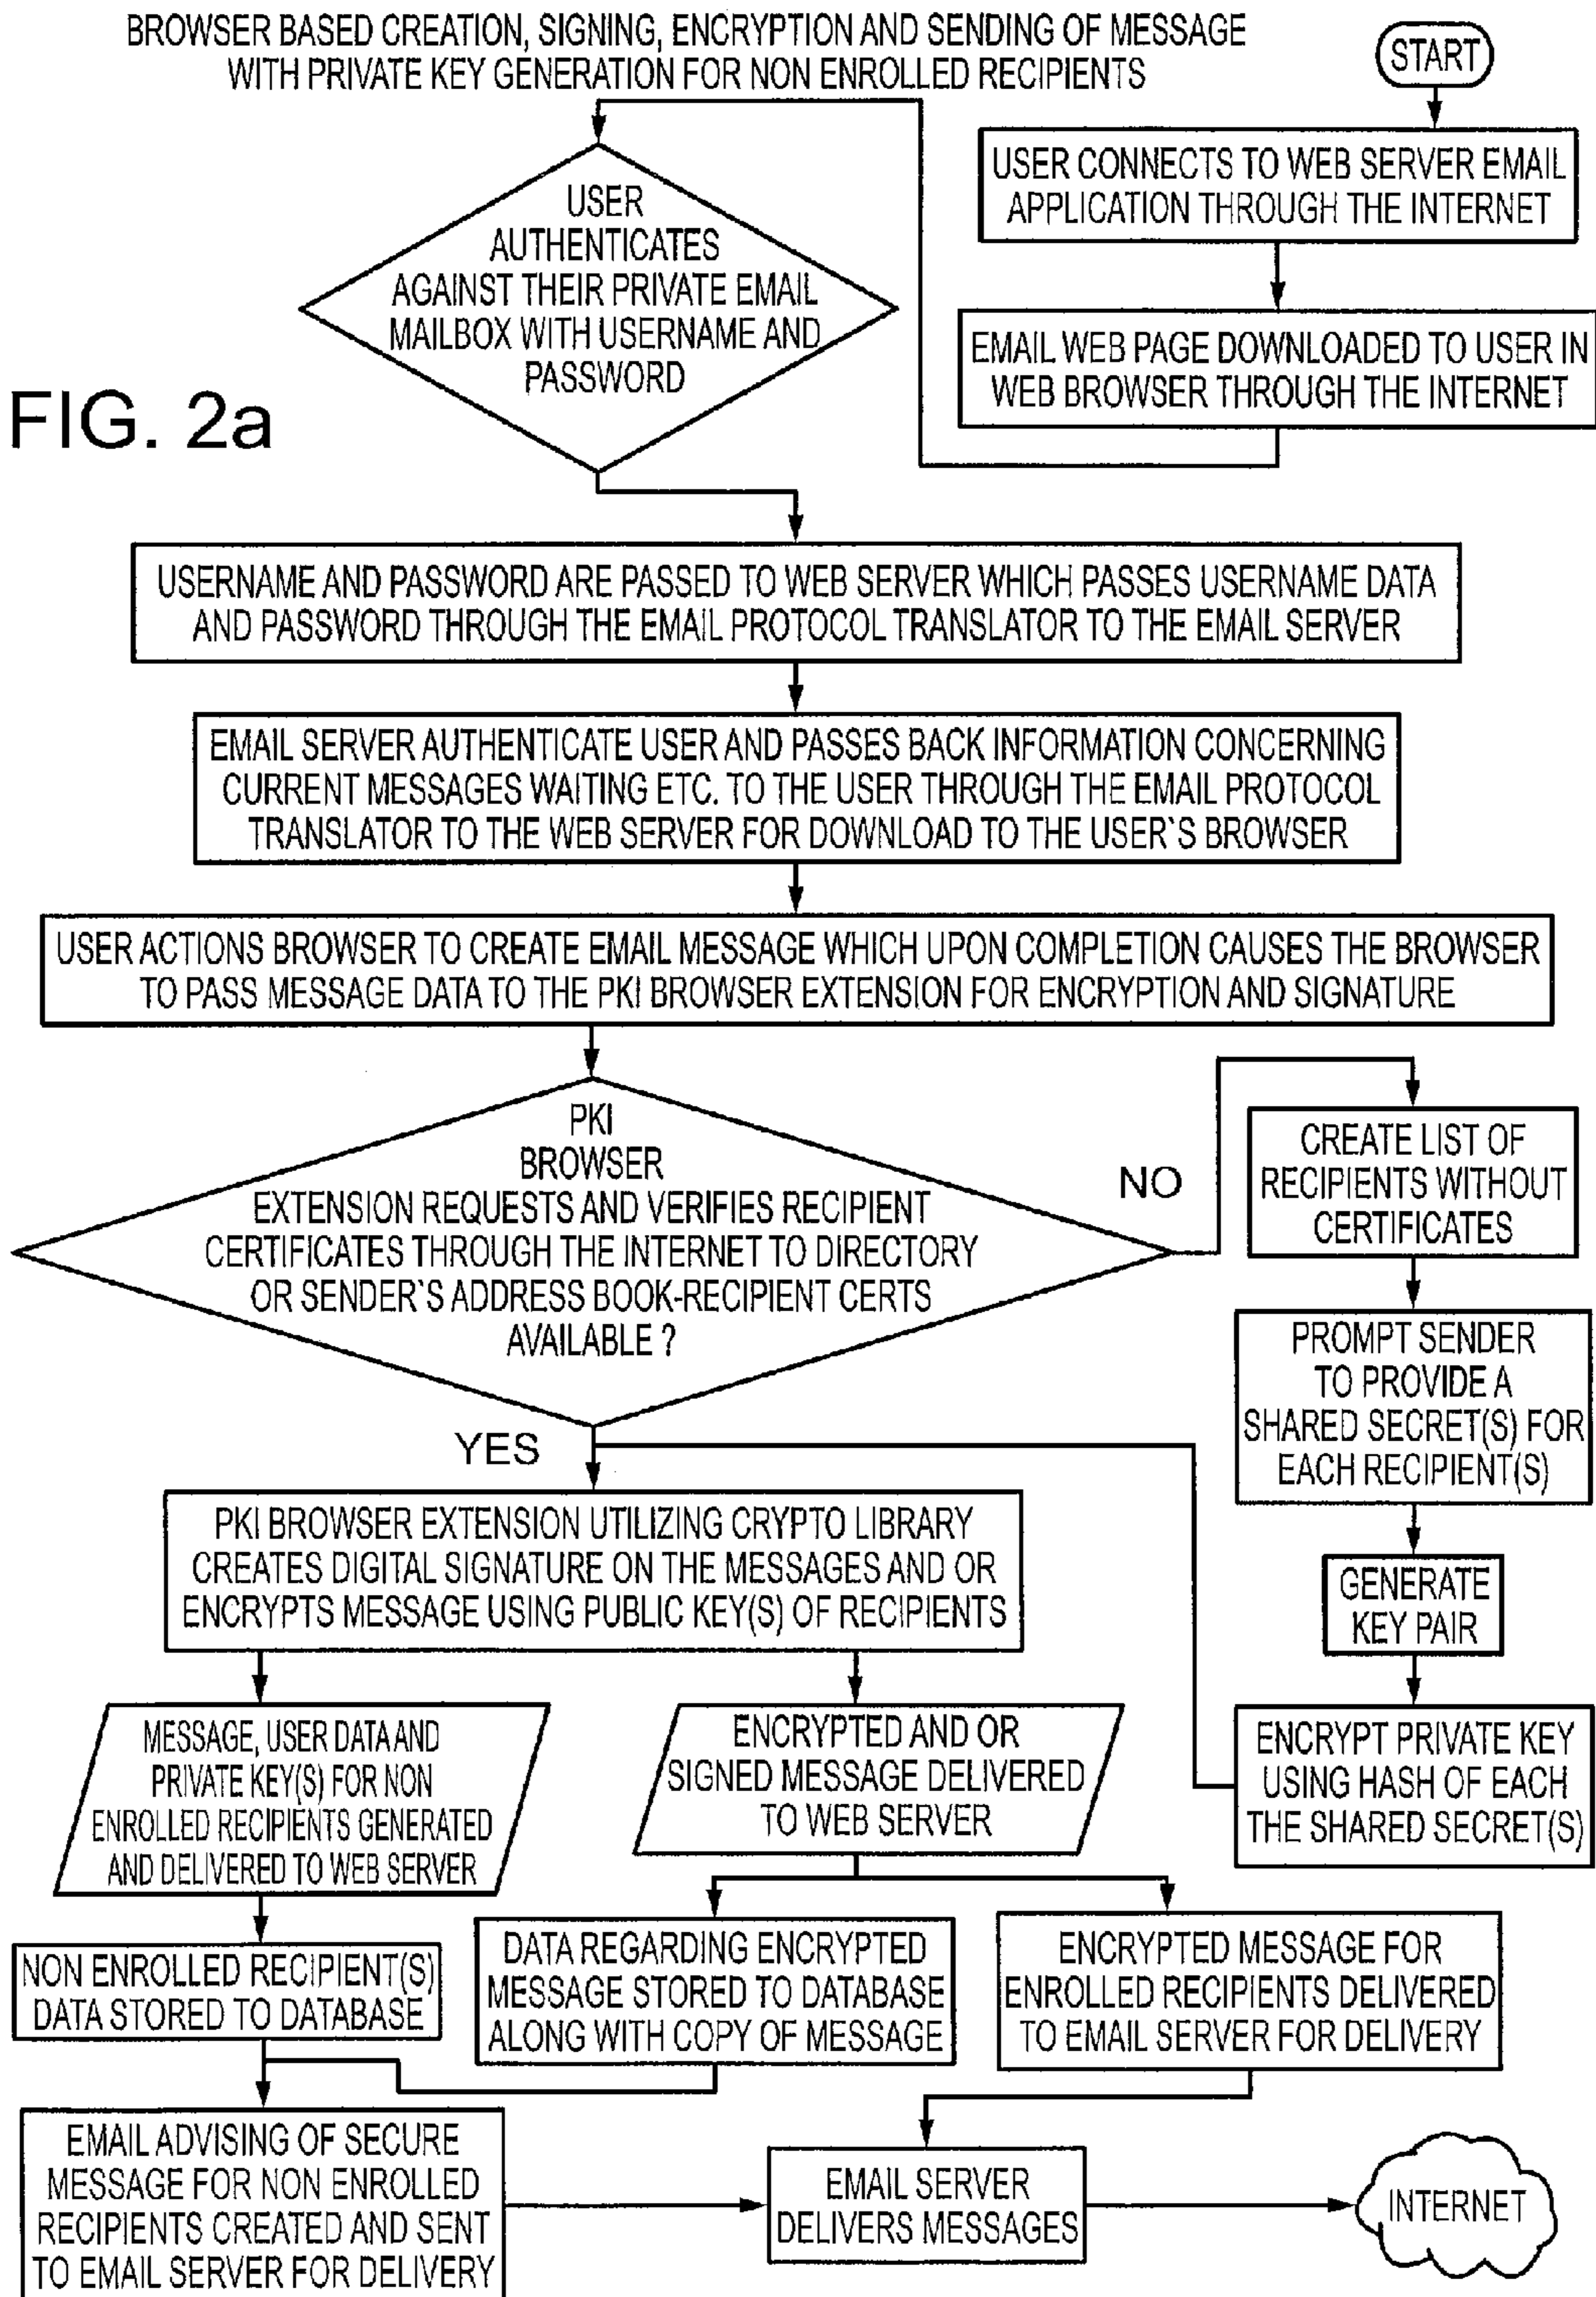 BROWSER BASED CREATION, SIGNING, ENCRYPTION AND SENDING OF MESSAGE
WITH PRIVATE KEY GENERATION FOR NON ENROLLED RECIPIENTS
START
USER CONNECTS TO WEB SERVER EMAIL
APPLICATION THROUGH THE INTERNET
EMAIL WEB PAGE DOWNLOADED TO USER IN
WEB BROWSER THROUGH THE INTERNET
USER
AUTHENTICATES
AGAINST THEIR PRIVATE EMAIL
MAILBOX WITH USERNAME AND
PASSWORD
FIG. 2a
USERNAME AND PASSWORD ARE PASSED TO WEB SERVER WHICH PASSES USERNAME DATA
AND PASSWORD THROUGH THE EMAIL PROTOCOL TRANSLATOR TO THE EMAIL SERVER
EMAIL SERVER AUTHENTICATE USER AND PASSES BACK INFORMATION CONCERNING
CURRENT MESSAGES WAITING ETC. TO THE USER THROUGH THE EMAIL PROTOCOL
TRANSLATOR TO THE WEB SERVER FOR DOWNLOAD TO THE USER`S BROWSER
USER ACTIONS BROWSER TO CREATE EMAIL MESSAGE WHICH UPON COMPLETION CAUSES THE BROWSER
TO PASS MESSAGE DATA TO THE PKI BROWSER EXTENSION FOR ENCRYPTION AND SIGNATURE
PKI
BROWSER
EXTENSION REQUESTS AND VERIFIES RECIPIENT
CERTIFICATES THROUGH THE INTERNET TO DIRECTORY
OR SENDER`S ADDRESS BOOK-RECIPIENT CERTS
AVAILABLE ?
NO
CREATE LIST OF
RECIPIENTS WITHOUT
CERTIFICATES
PROMPT SENDER
TO PROVIDE A
SHARED SECRET(S) FOR
EACH RECIPIENT(S)
GENERATE
KEY PAIR
ENCRYPT PRIVATE KEY
USING HASH OF EACH
THE SHARED SECRET(S)
YES
PKI BROWSER EXTENSION UTILIZING CRYPTO LIBRARY
CREATES DIGITAL SIGNATURE ON THE MESSAGES AND OR
ENCRYPTS MESSAGE USING PUBLIC KEY(S) OF RECIPIENTS
MESSAGE, USER DATA AND
PRIVATE KEY(S) FOR NON
ENROLLED RECIPIENTS GENERATED
AND DELIVERED TO WEB SERVER
ENCRYPTED AND OR
SIGNED MESSAGE DELIVERED
TO WEB SERVER
NON ENROLLED RECIPIENT(S)
DATA STORED TO DATABASE
DATA REGARDING ENCRYPTED
MESSAGE STORED TO DATABASE
ALONG WITH COPY OF MESSAGE
ENCRYPTED MESSAGE FOR
ENROLLED RECIPIENTS DELIVERED
TO EMAIL SERVER FOR DELIVERY
EMAIL ADVISING OF SECURE
MESSAGE FOR NON ENROLLED
RECIPIENTS CREATED AND SENT
TO EMAIL SERVER FOR DELIVERY
EMAIL SERVER
DELIVERS MESSAGES
INTERNET